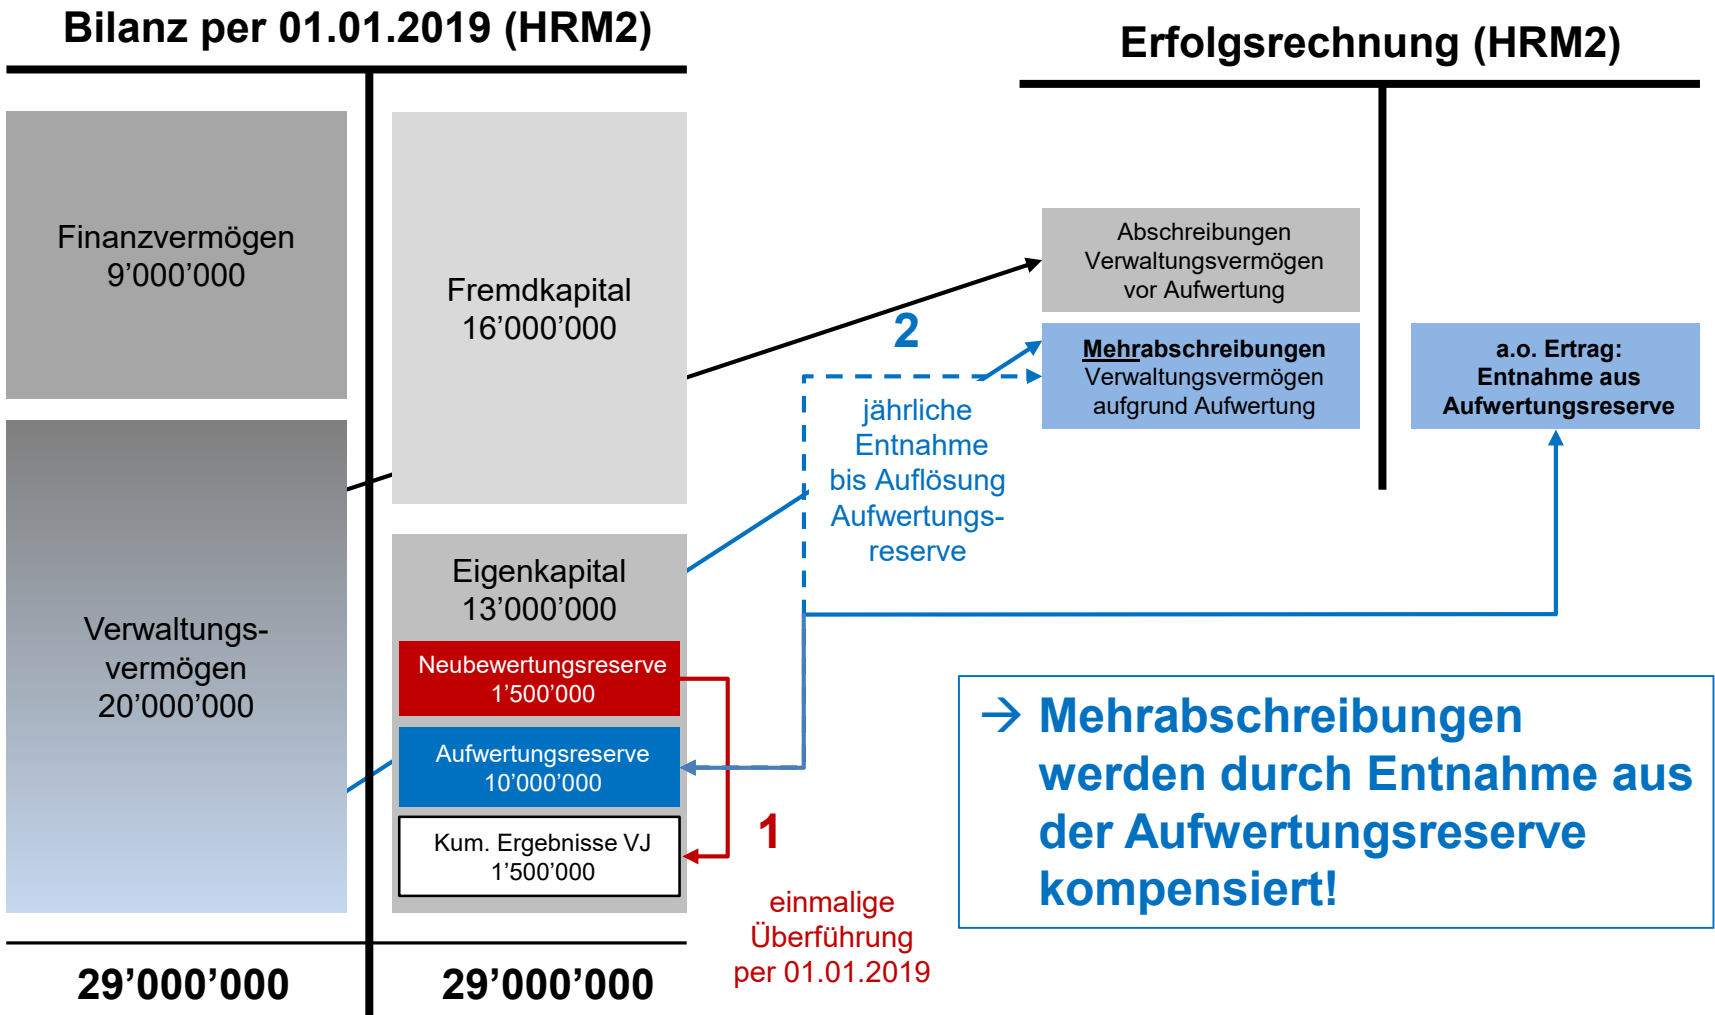 Bilanz per 01.01.2019 (HRM2)
Finanzvermögen
9’000’000
Verwaltungs-
vermögen
20’000’000
29’000’000
Fremdkapital
16’000’000
Eigenkapital
13’000’000
Neubewertungsreserve
1’500’000
Aufwertungsreserve
10’000’000
Kum. Ergebnisse VJ
1’500’000
29’000’000
1
einmalige
Überführung
per 01.01.2019
2
jährliche
Entnahme
bis Auflösung
Aufwertungs-
reserve
Erfolgsrechnung (HRM2)
Abschreibungen
Verwaltungsvermögen
vor Aufwertung
Mehrabschreibungen
Verwaltungsvermögen
aufgrund Aufwertung
a.o. Ertrag:
Entnahme aus
Aufwertungsreserve
→ Mehrabschreibungen
werden durch Entnahme aus
der Aufwertungsreserve
kompensiert!